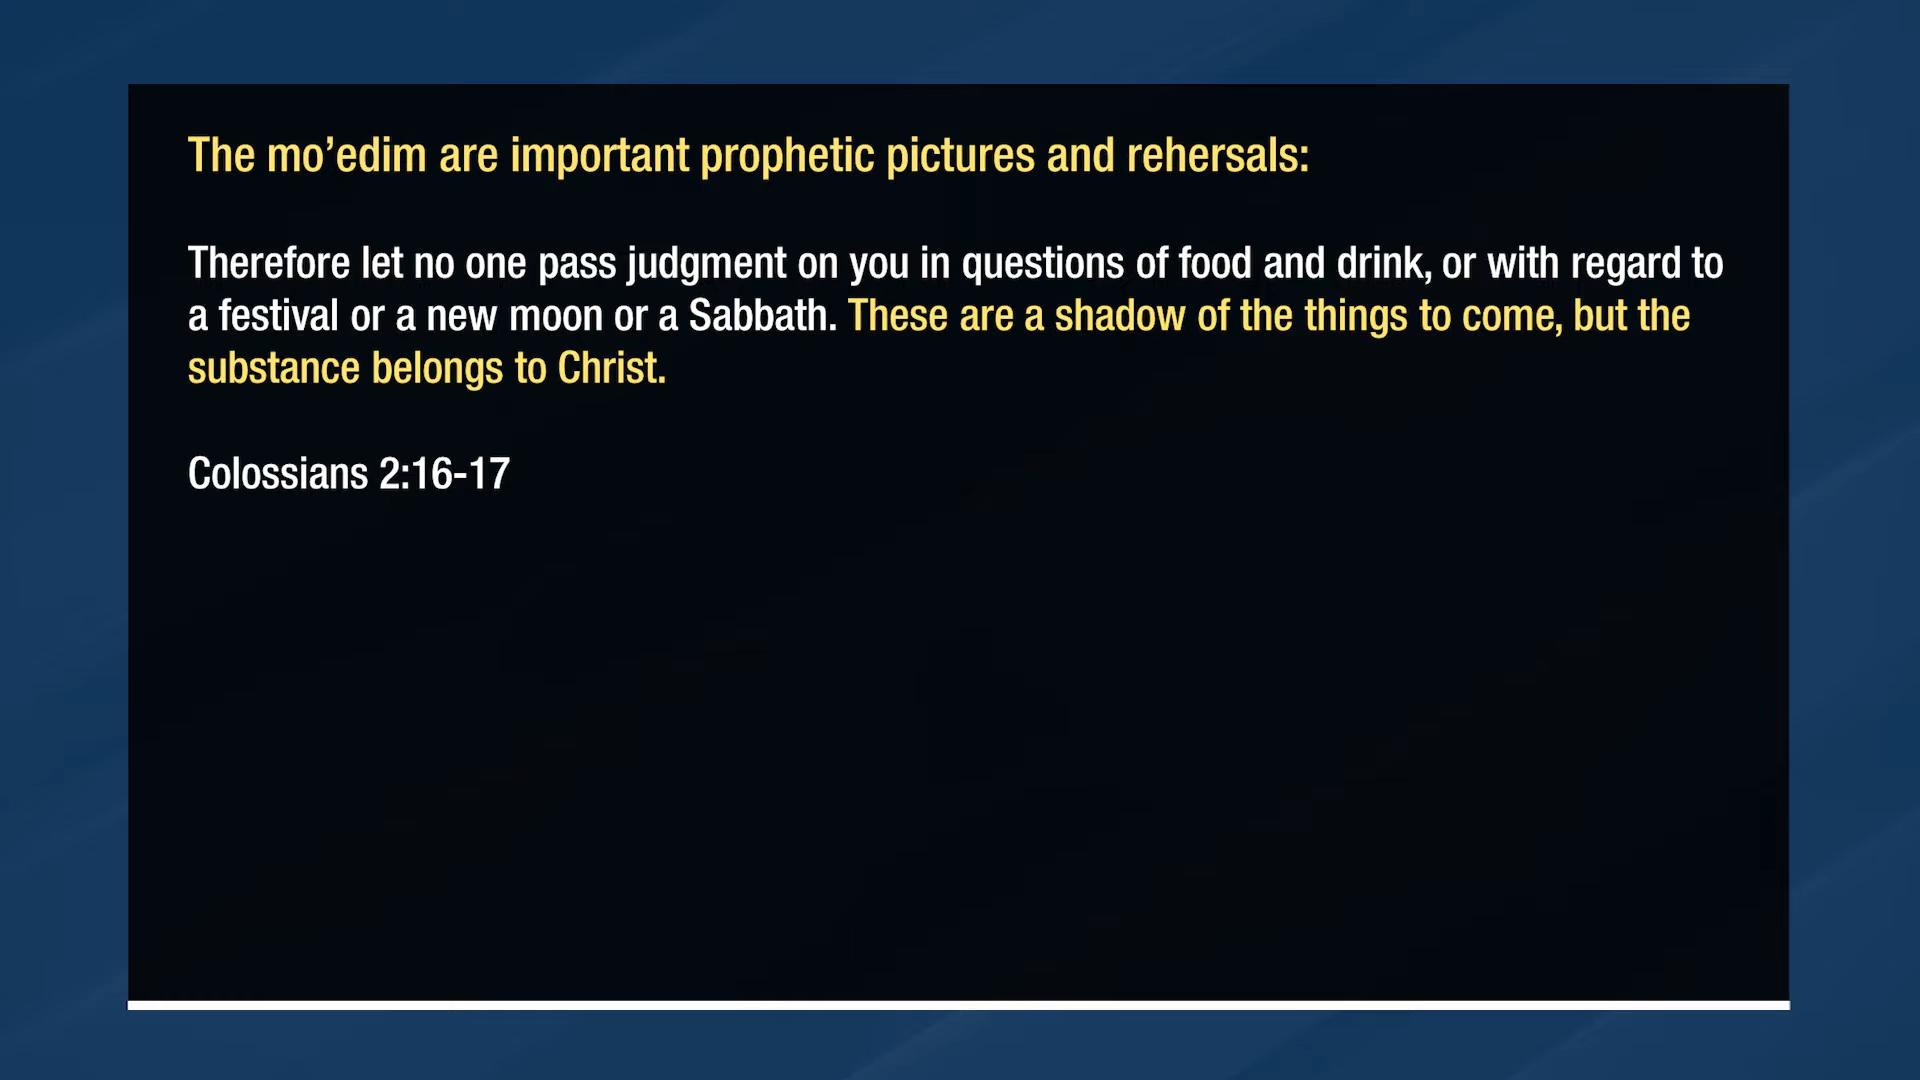 The mo’edim are important prophetic pictures and rehersals:
Therefore let no one pass judgment on you in questions of food and drink, or with regard to
a festival or a new moon or a Sabbath. These are a shadow of the things to come, but the
substance belongs to Christ.
Colossians 2:16-17